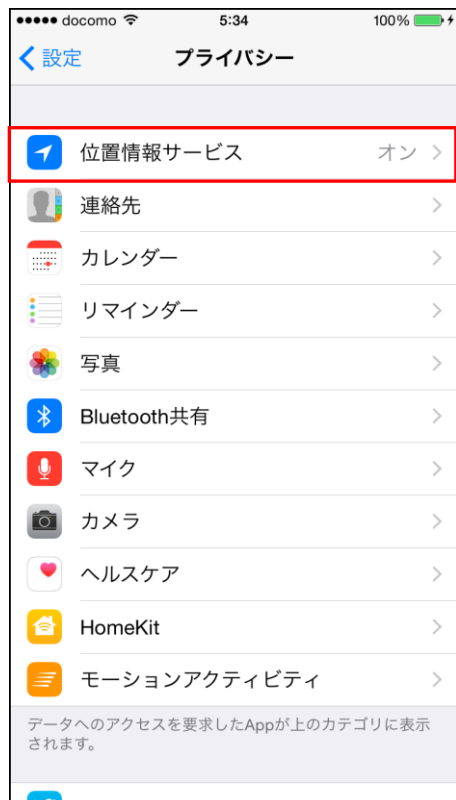 docomo 5:34 100%
設定 プライバシー
位置情報サービス オン
連絡先
カレンダー
リマインダー
写真
Bluetooth共有
マイク
カメラ
ヘルスケア
HomeKit
モーションアクティビティ
データへのアクセスを要求したAppが上のカテゴリに表示
されます。